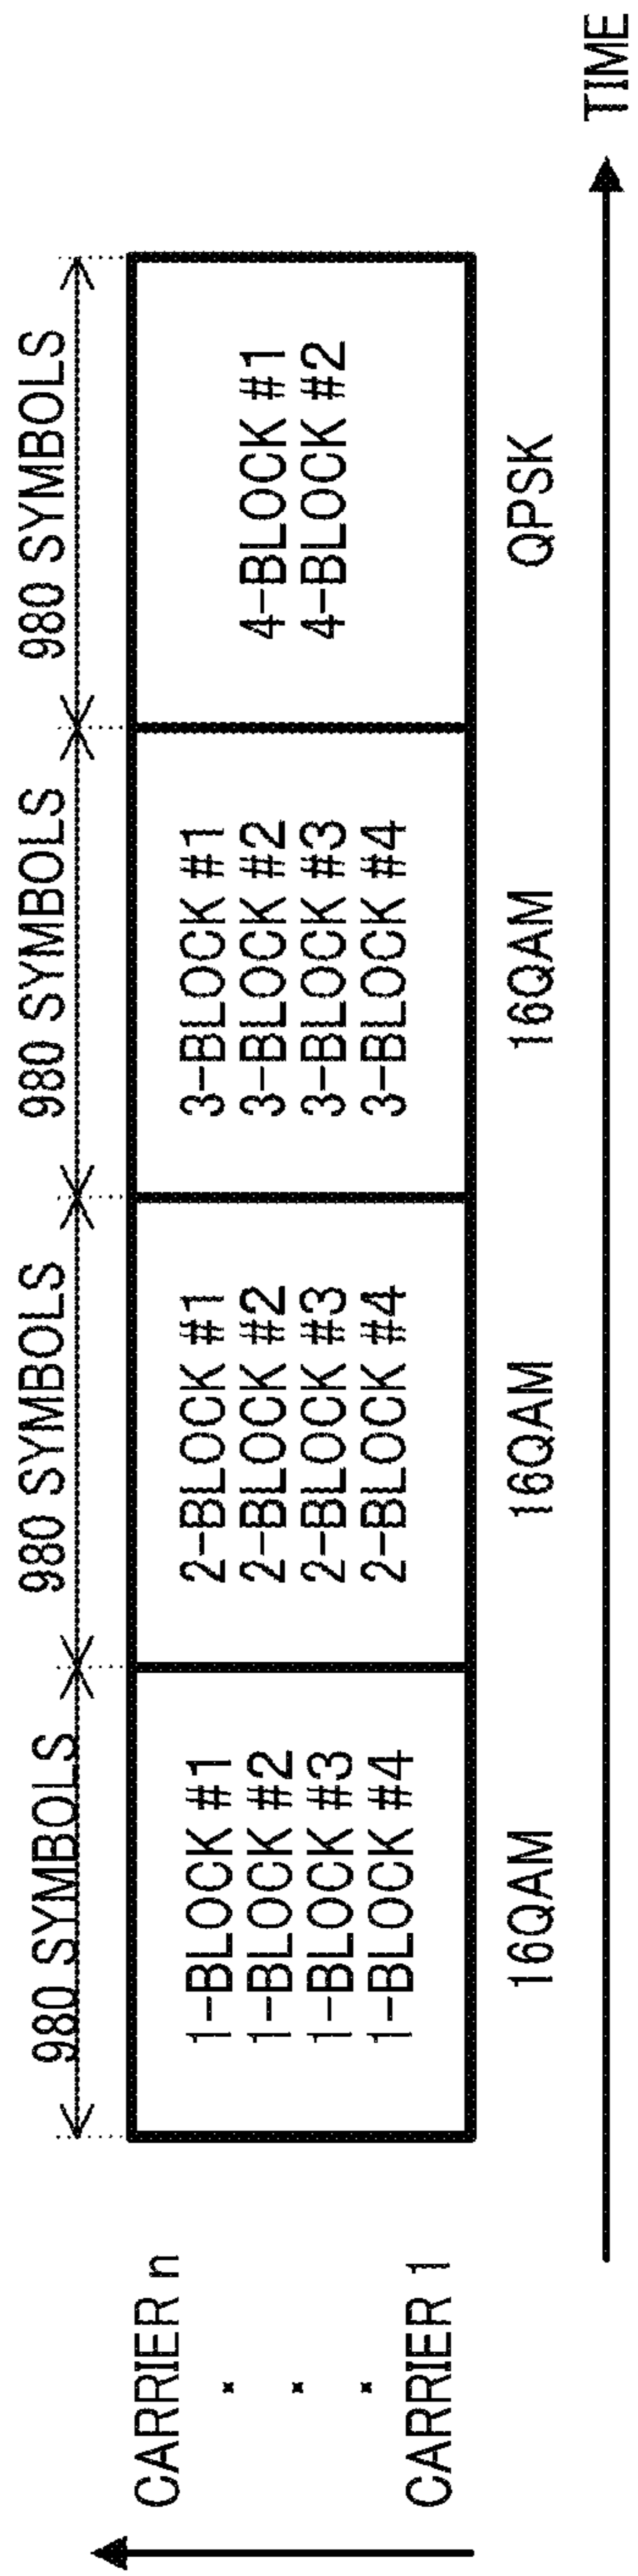 980 SYMBOLS
980 SYMBOLS
980 SYMBOLS
980 SYMBOLS
CARRIER n
CARRIER 1
1-BLOCK #1
1-BLOCK #2
1-BLOCK #3
1-BLOCK #4
2-BLOCK #1
2-BLOCK #2
2-BLOCK #3
2-BLOCK #4
3-BLOCK #1
3-BLOCK #2
3-BLOCK #3
3-BLOCK #4
4-BLOCK #1
4-BLOCK #2
16QAM
16QAM
16QAM
QPSK
TIME